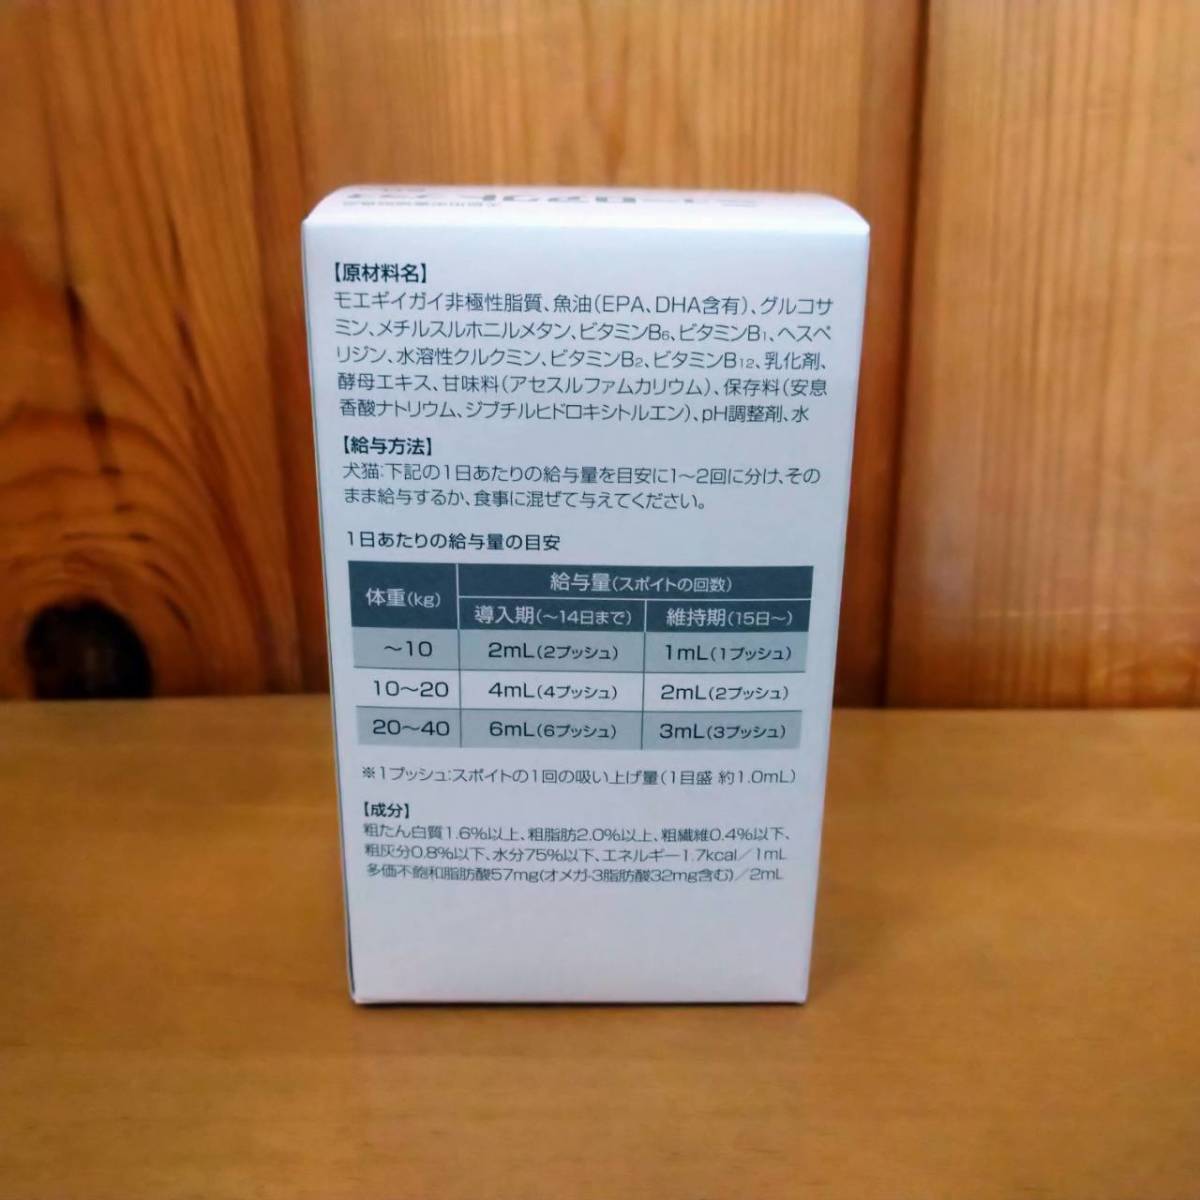 【原材料名】
モエギイガイ非極性脂質、魚油(EPA、DHA含有)、グルコサ
ミン、メチルスルホニルメタン、ビタミンB6、ビタミンB1、ヘスペ
リジン、水溶性クルクミン、ビタミンB2、ビタミンB12、乳化剤、
酵母エキス、甘味料(アセスルファムカリウム)、保存料(安息
香酸ナトリウム、ジブチルヒドロキシトルエン)、pH調整剤、水
【給与方法】
犬猫:下記の1日あたりの給与量を目安に1〜2回に分け、その
まま給与するか、食事に混ぜて与えてください。
1日あたりの給与量の目安
体重(kg) 給与量(スポイトの回数)
導入期(〜14日まで) 維持期(15日〜)
〜10 2mL(2プッシュ) 1mL(1プッシュ)
10〜20 4mL(4プッシュ) 2mL(2プッシュ)
20〜40 6mL(6プッシュ) 3mL(3プッシュ)
※1プッシュ:スポイトの1回の吸い上げ量(1目盛 約1.0mL)
【成分】
粗たん白質1.6%以上、粗脂肪2.0%以上、粗繊維0.4%以下、
粗灰分0.8%以下、水分75%以下、エネルギー1.7kcal/1mL
多価不飽和脂肪酸57mg(オメガ-3脂肪酸32mg含む)/2mL